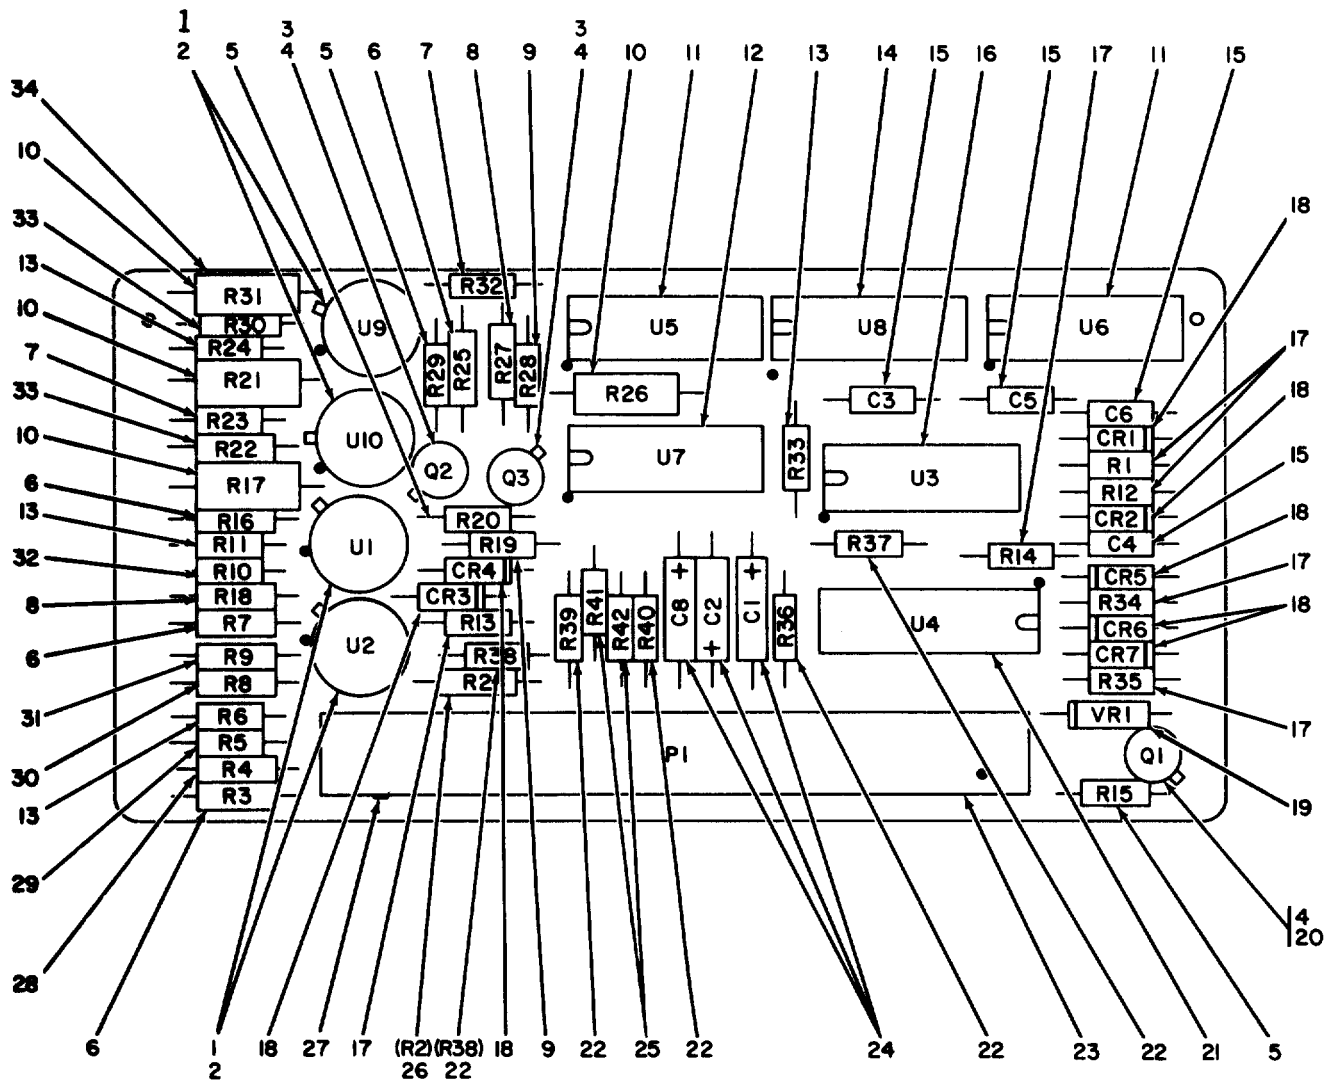 1 3 3
2 5 4 5 6 7 8 9 4 10 11 12 13 14 15 16 15 17 11 15
34
10
33
13
10
7
33
10
6
13
32
8
6
31
30
13
29
28
6
18
17
18
15
18
17
18
17
19
4
20
R31
R30
R24
R21
R23
R22
R17
R16
R11
R10
R18
R7
R9
R8
R6
R5
R4
R3
U9
U10
U1
U2
R32
R29
R25
R27
R28
Q2
Q3
R20
R19
CR4
CR3
R13
R38
R2
U5
U8
U6
R26
C3
C5
U7
R33
U3
R37
R14
R39
R41
R42
R40
+ C8
C2 +
+ C1
R36
U4
C6
CR1
R1
R12
CR2
C4
CR5
R34
CR6
CR7
R35
VR1
Q1
R15
P1
1 18 27 17 (R2) (R38) 18 9 22 25 22 24 22 23 22 21 5
2 26 22